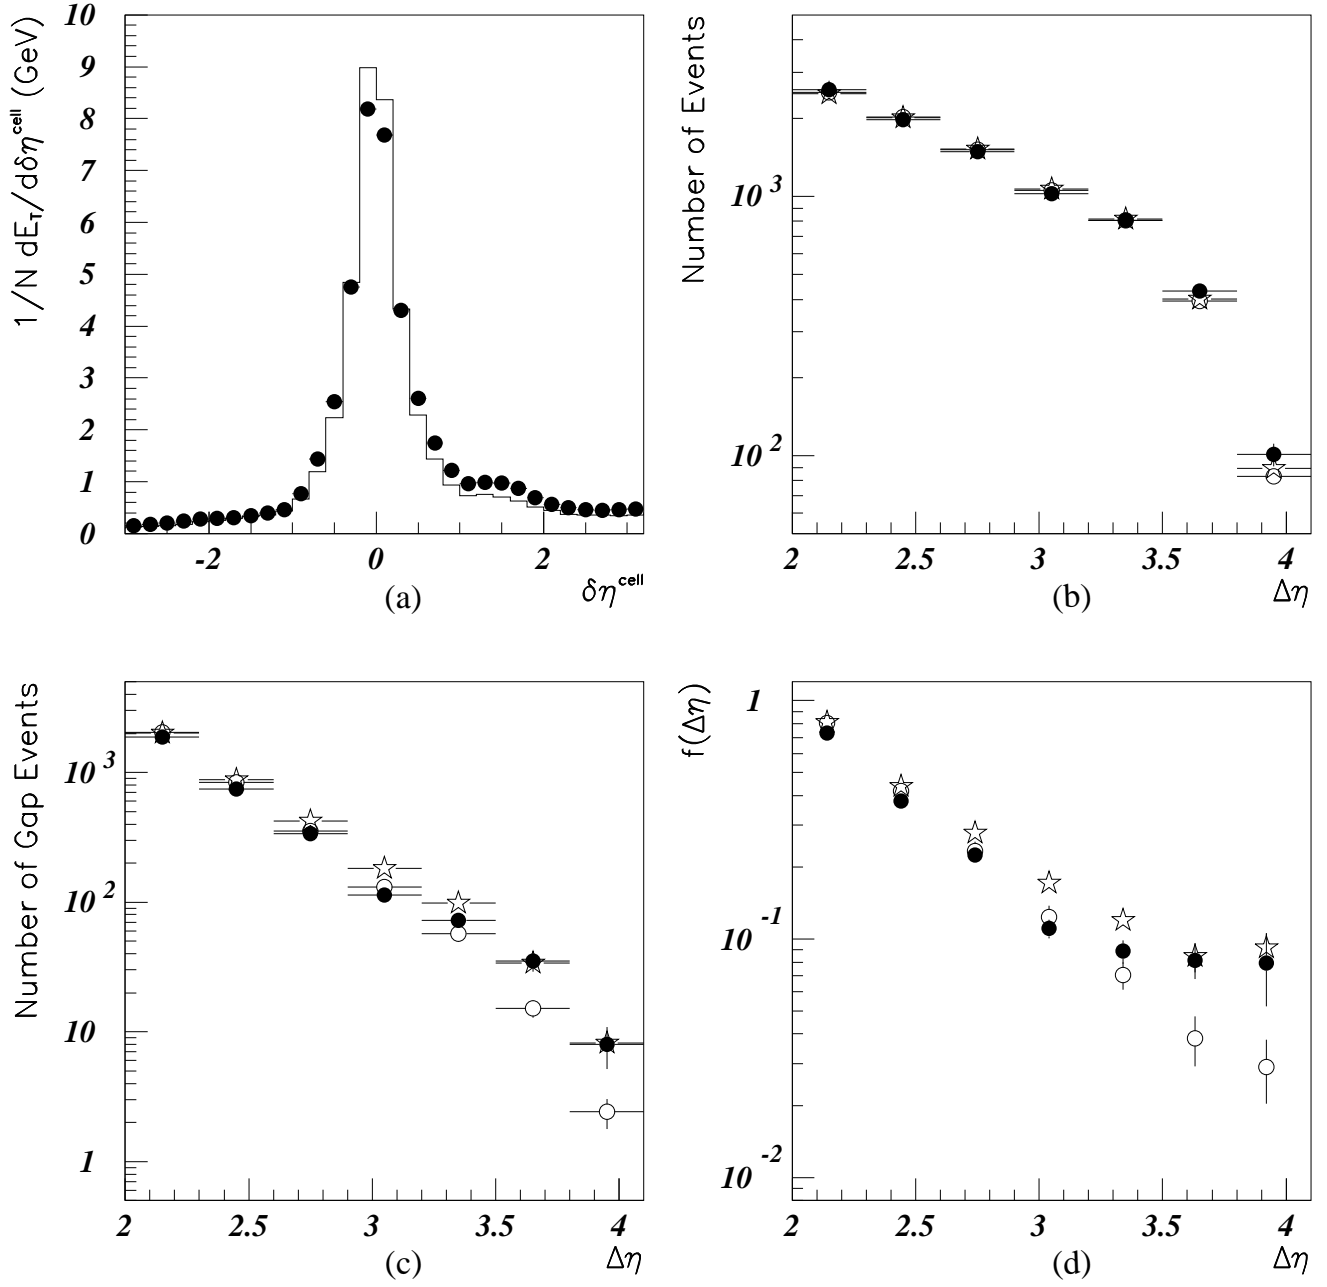 1/N dE_T/dδη^cell (GeV)
10
9
8
7
6
5
4
3
2
1
0
-2 0 2
δη^cell
(a)
Number of Events
10^3
10^2
2 2.5 3 3.5 4
Δη
(b)
Number of Gap Events
10^3
10^2
10
1
2 2.5 3 3.5 4
Δη
(c)
f(Δη)
1
10^-1
10^-2
2 2.5 3 3.5 4
Δη
(d)